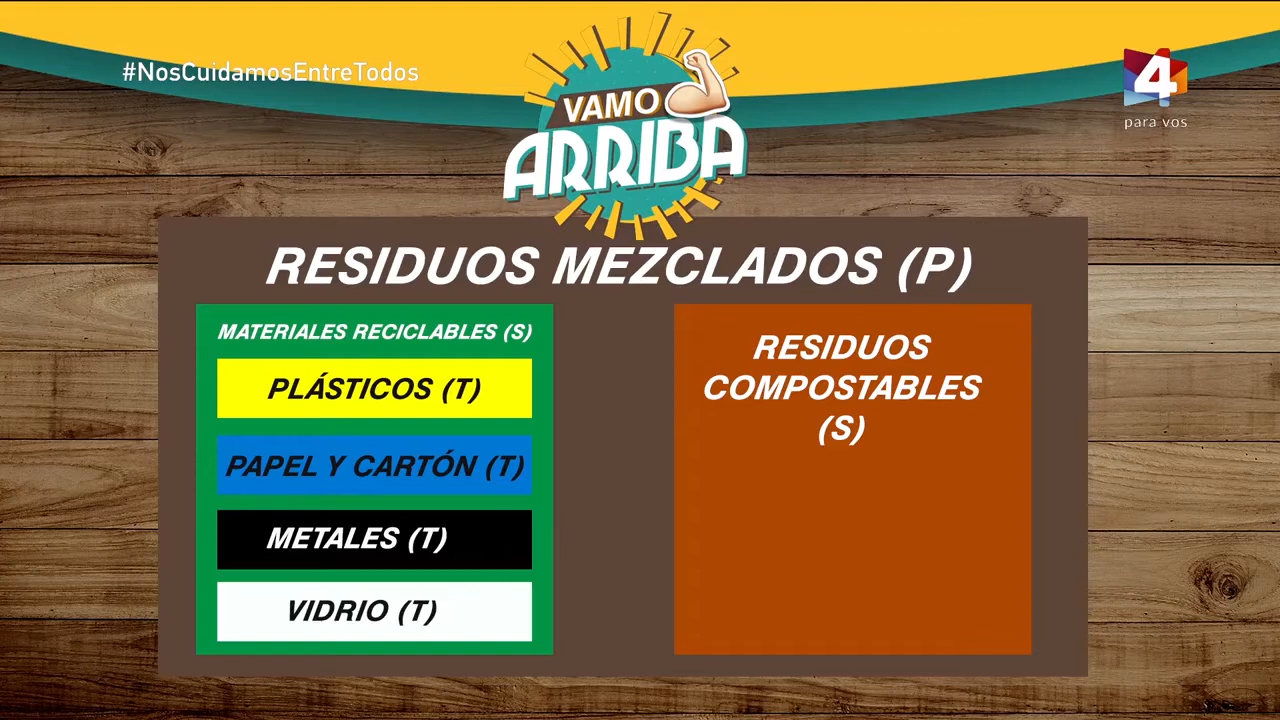 #NosCuidamosEntreTodos
VAMO
ARRIBA
4
para vos
RESIDUOS MEZCLADOS (P)
MATERIALES RECICLABLES (S)
PLÁSTICOS (T)
PAPEL Y CARTÓN (T)
METALES (T)
VIDRIO (T)
RESIDUOS
COMPOSTABLES
(S)